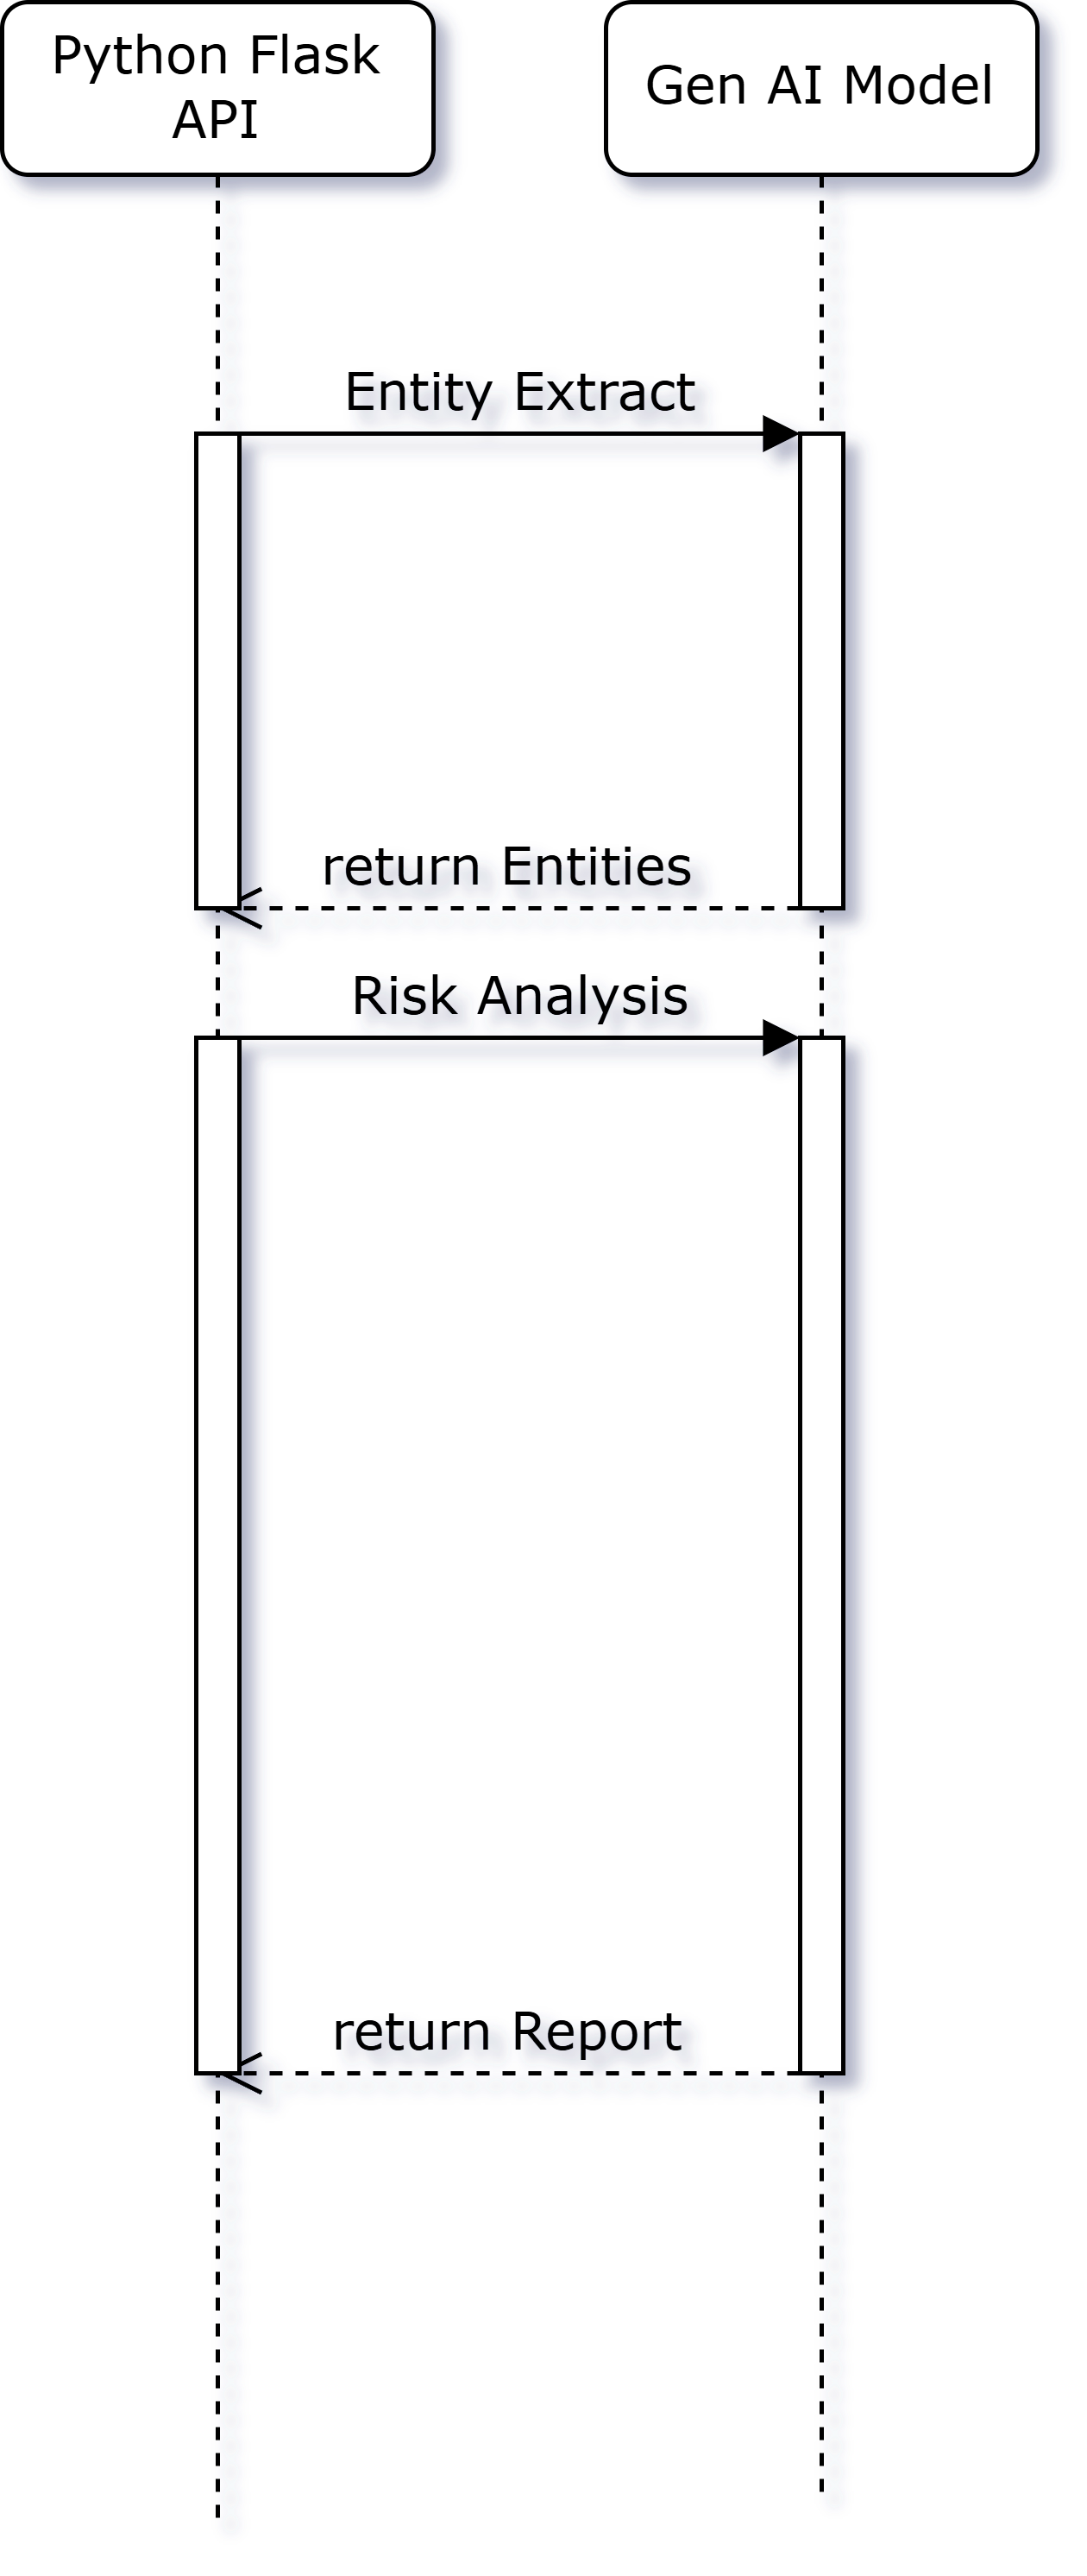 Python Flask
API
Gen AI Model
Entity Extract
return Entities
Risk Analysis
return Report